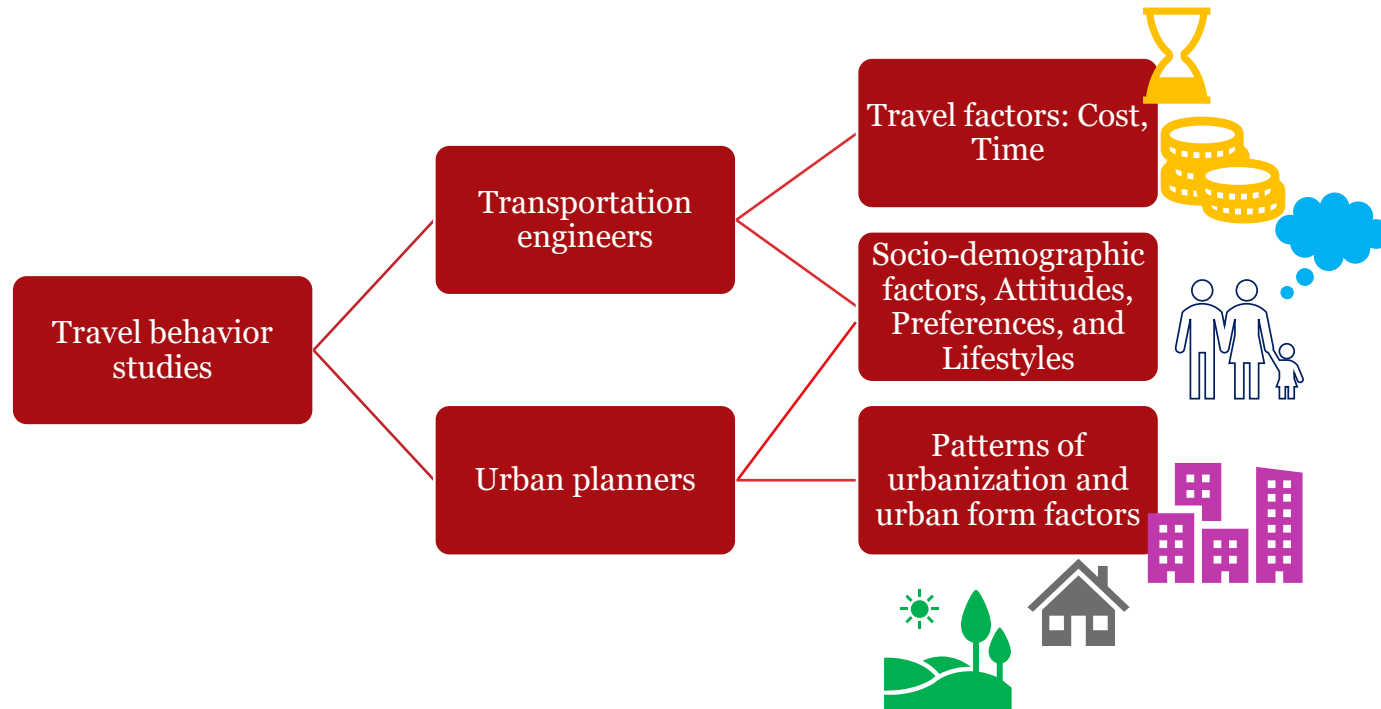 Travel behavior
studies
Transportation
engineers
Urban planners
Travel factors: Cost,
Time
Socio-demographic
factors, Attitudes,
Preferences, and
Lifestyles
Patterns of
urbanization and
urban form factors